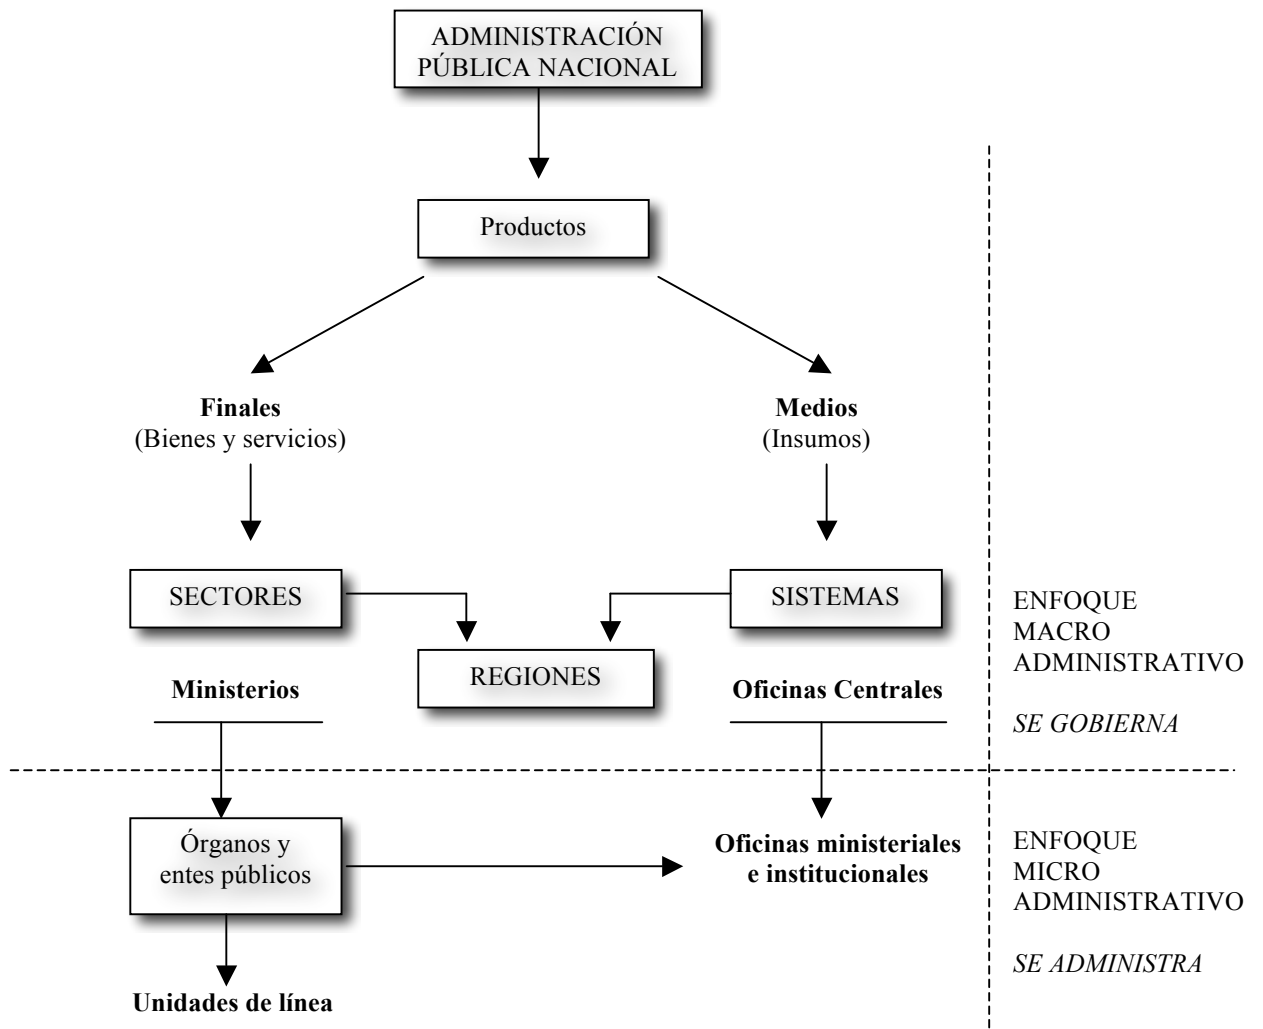 ADMINISTRACIÓN
PÚBLICA NACIONAL
Productos
Finales
(Bienes y servicios)
Medios
(Insumos)
SECTORES
SISTEMAS
REGIONES
Ministerios
Oficinas Centrales
ENFOQUE
MACRO
ADMINISTRATIVO
SE GOBIERNA
Órganos y
entes públicos
Oficinas ministeriales
e institucionales
Unidades de línea
ENFOQUE
MICRO
ADMINISTRATIVO
SE ADMINISTRA